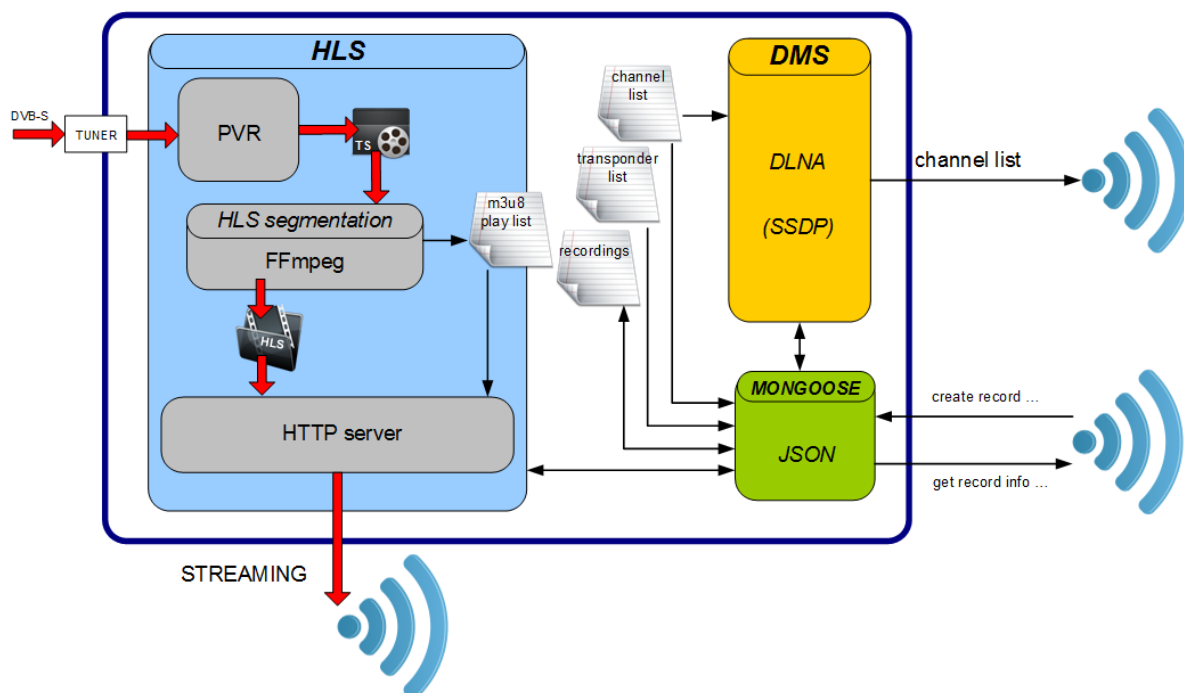 HLS
DMS
DVB-S
TUNER
PVR
TS
channel
list
transponder
list
recordings
m3u8
play list
HLS segmentation
FFmpeg
HLS
HTTP server
DLNA
(SSDP)
channel list
MONGOOSE
JSON
create record ...
get record info ...
STREAMING